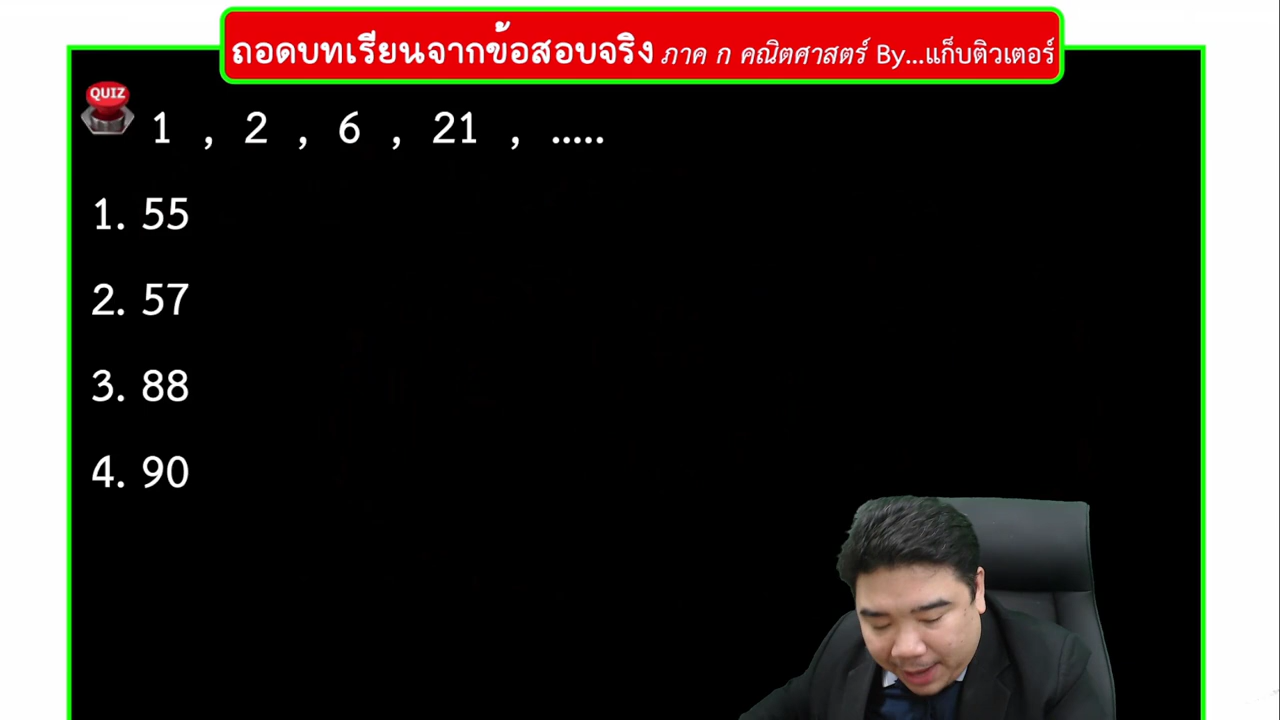 ถอดบทเรียนจากข้อสอบจริง ภาค ก คณิตศาสตร์ By...แก็บติวเตอร์
QUIZ
1 , 2 , 6 , 21 , .....
1. 55
2. 57
3. 88
4. 90